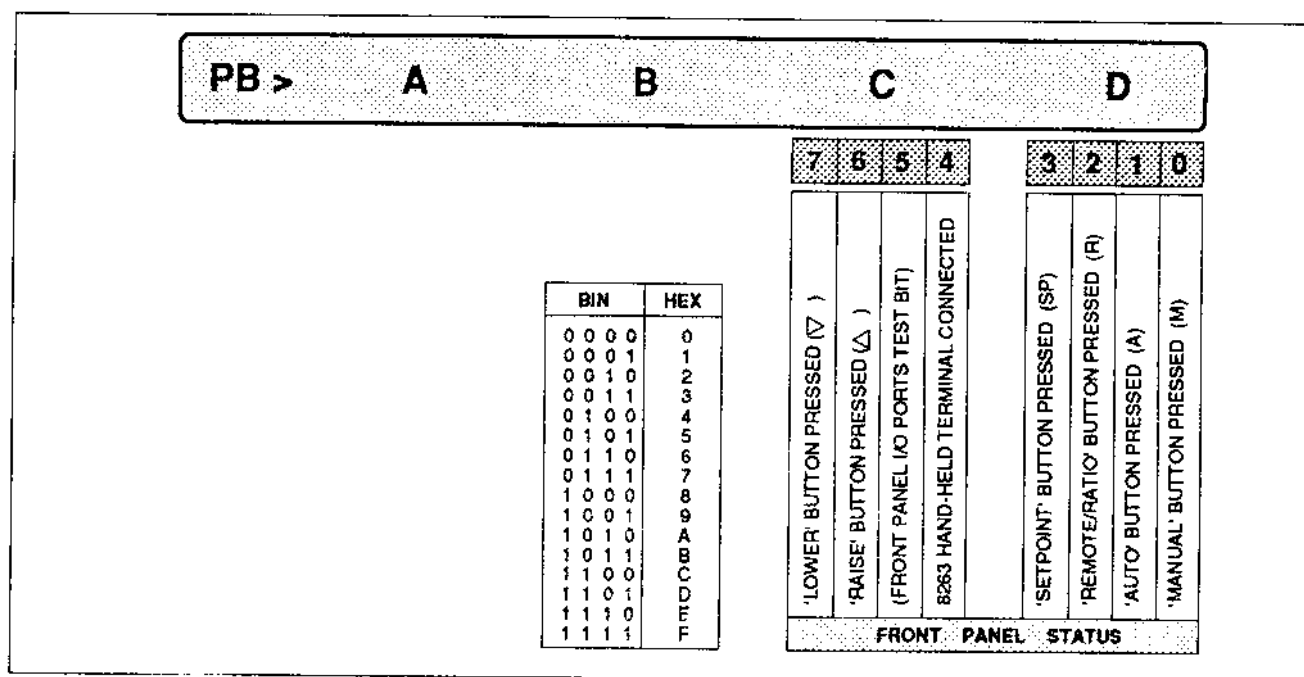 PB > A B C D
7 6 5 4 3 2 1 0
'LOWER' BUTTON PRESSED (▽ )
'RAISE' BUTTON PRESSED (△ )
(FRONT PANEL I/O PORTS TEST BIT)
8263 HAND-HELD TERMINAL CONNECTED
'SETPOINT' BUTTON PRESSED (SP)
'REMOTE/RATIO' BUTTON PRESSED (R)
'AUTO' BUTTON PRESSED (A)
'MANUAL' BUTTON PRESSED (M)
FRONT PANEL STATUS
BIN HEX
0 0 0 0 0
0 0 0 1 1
0 0 1 0 2
0 0 1 1 3
0 1 0 0 4
0 1 0 1 5
0 1 1 0 6
0 1 1 1 7
1 0 0 0 8
1 0 0 1 9
1 0 1 0 A
1 0 1 1 B
1 1 0 0 C
1 1 0 1 D
1 1 1 0 E
1 1 1 1 F